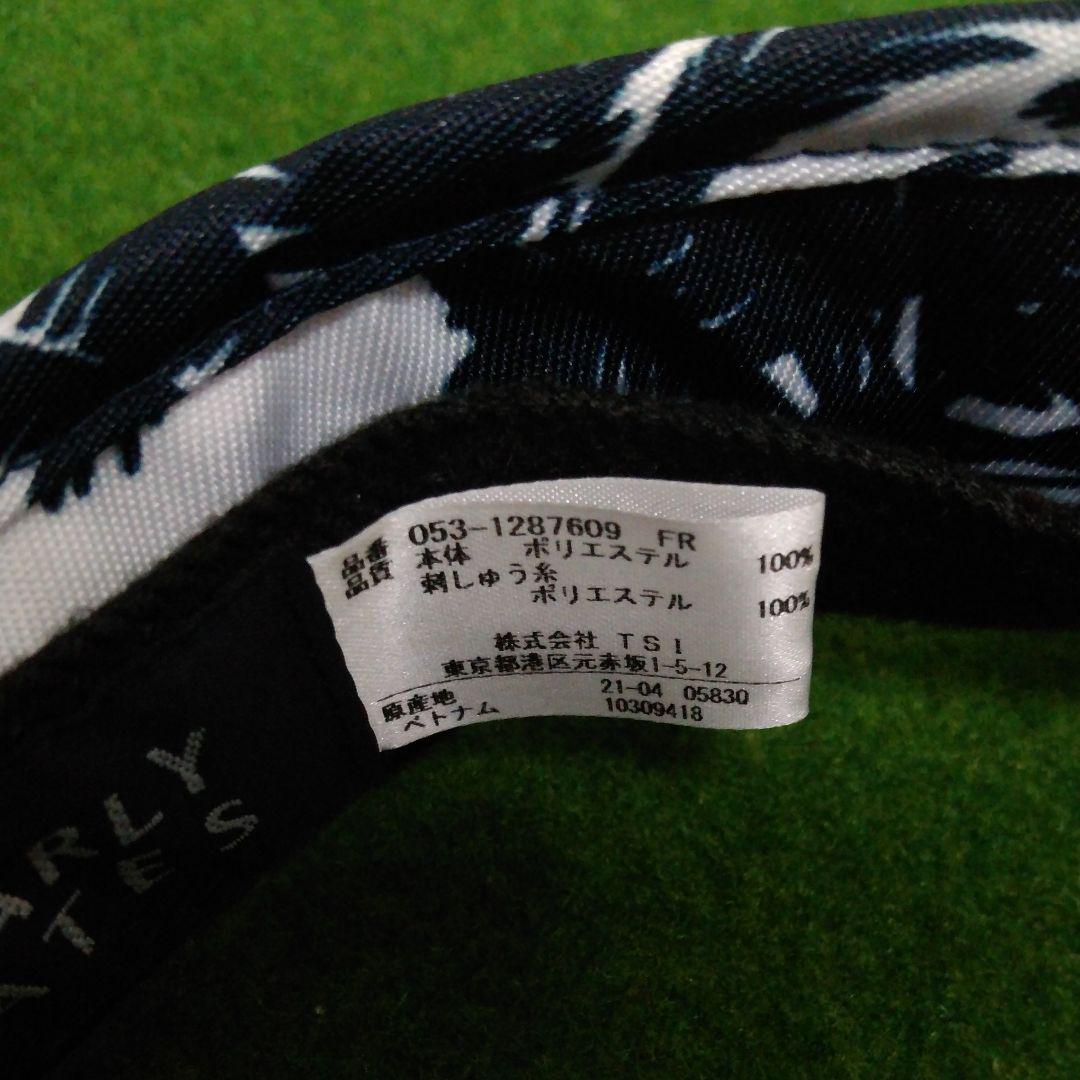 品番 053-1287609 FR
品質 本体 ポリエステル 100%
刺しゅう糸
ポリエステル 100%
株式会社 TSI
東京都港区元赤坂1-5-12
原産地 21-04 0583Q
ベトナム 10309418
ARLY
TES